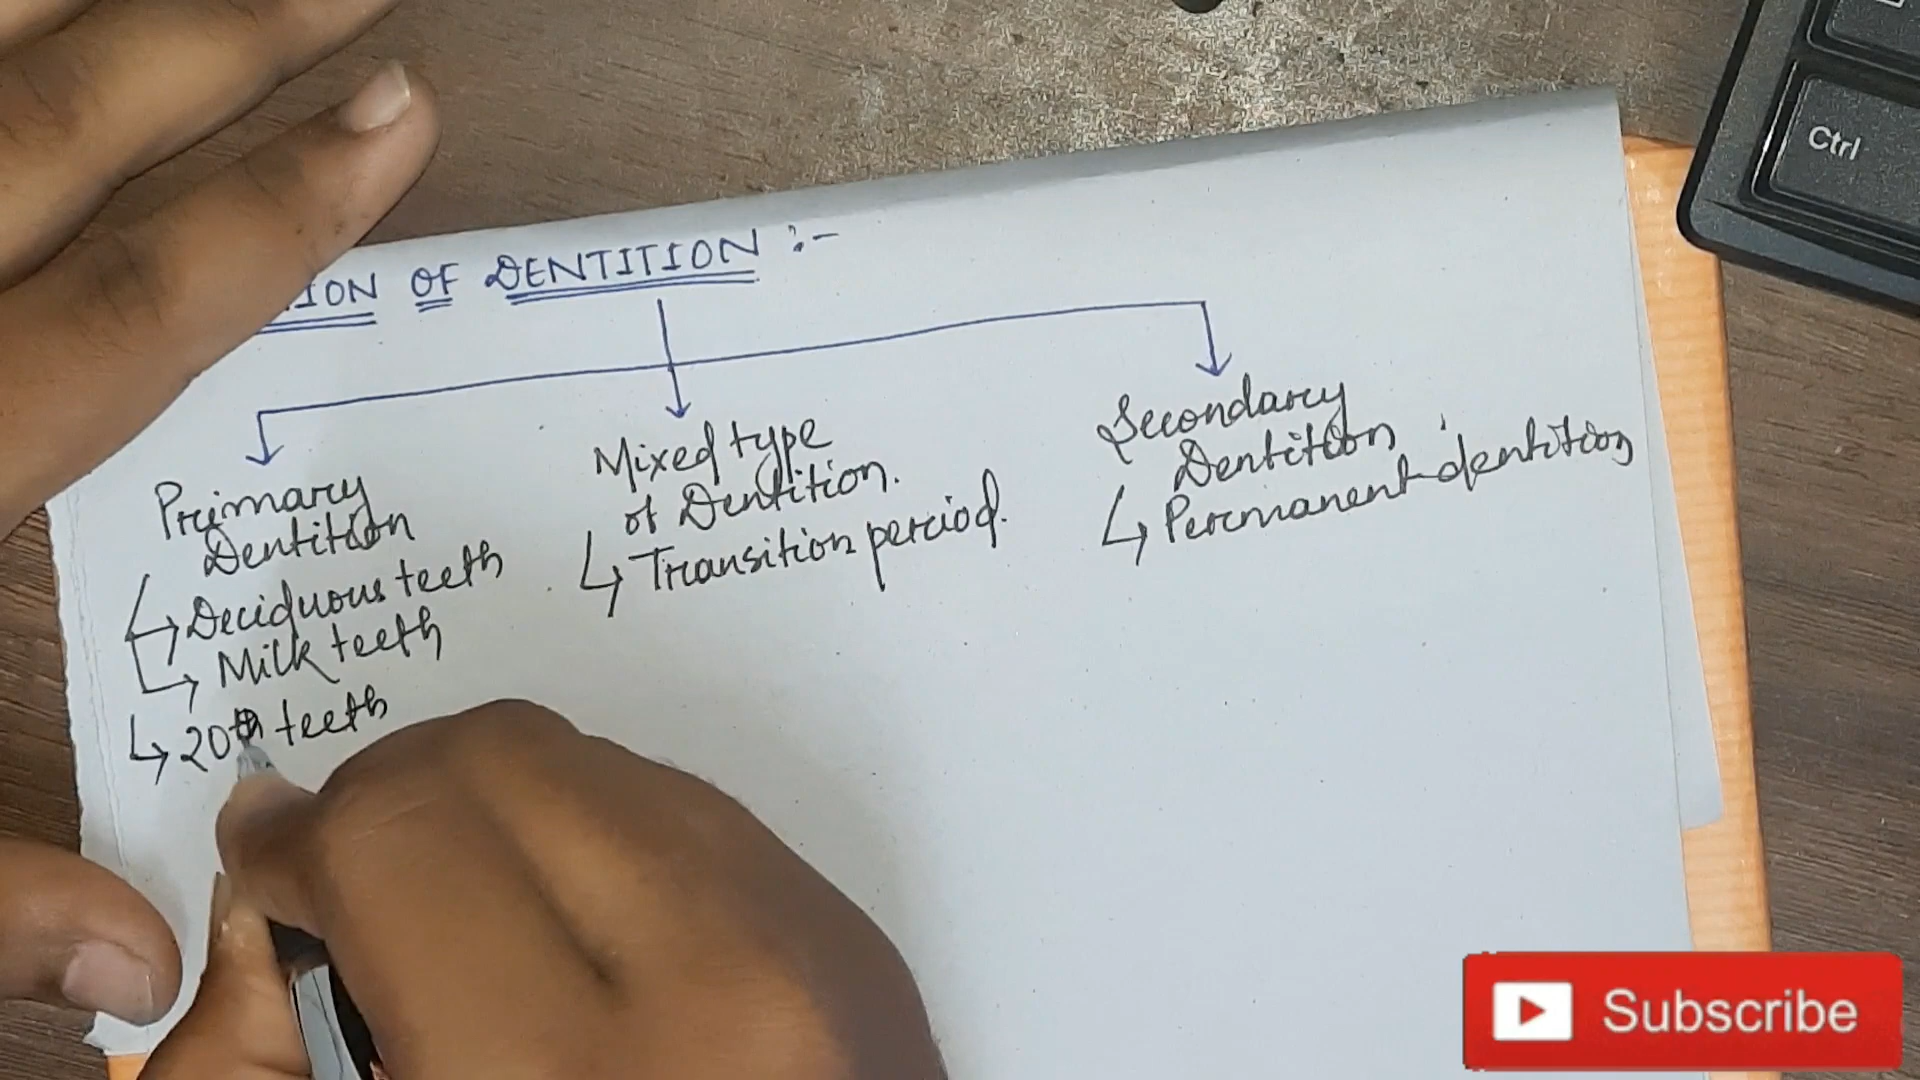 ION OF DENTITION :-
Primary
Dentition
Deciduous teeth
Milk teeth
20th teeth
Mixed type
of Dentition.
Transition period.
Secondary
Dentition
Permanent dentition
Ctrl
Subscribe